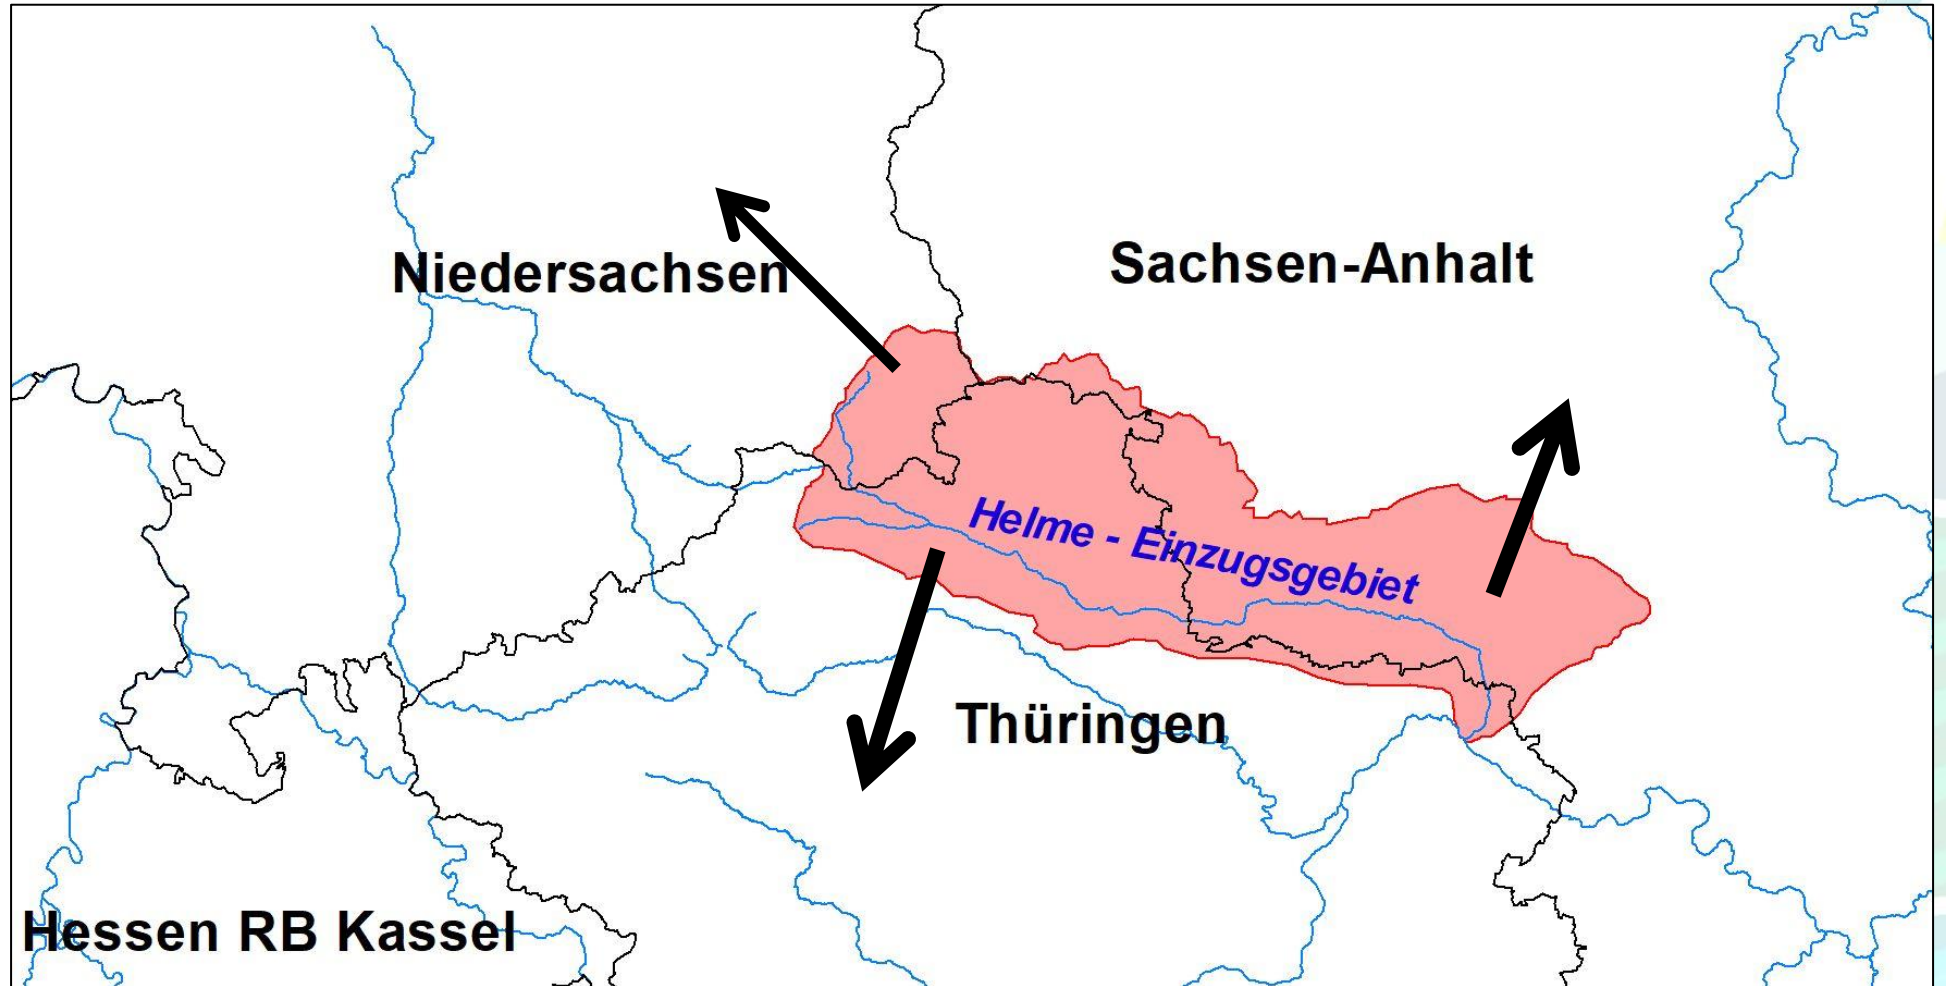 Niedersachsen
Sachsen-Anhalt
Helme - Einzugsgebiet
Thüringen
Hessen RB Kassel